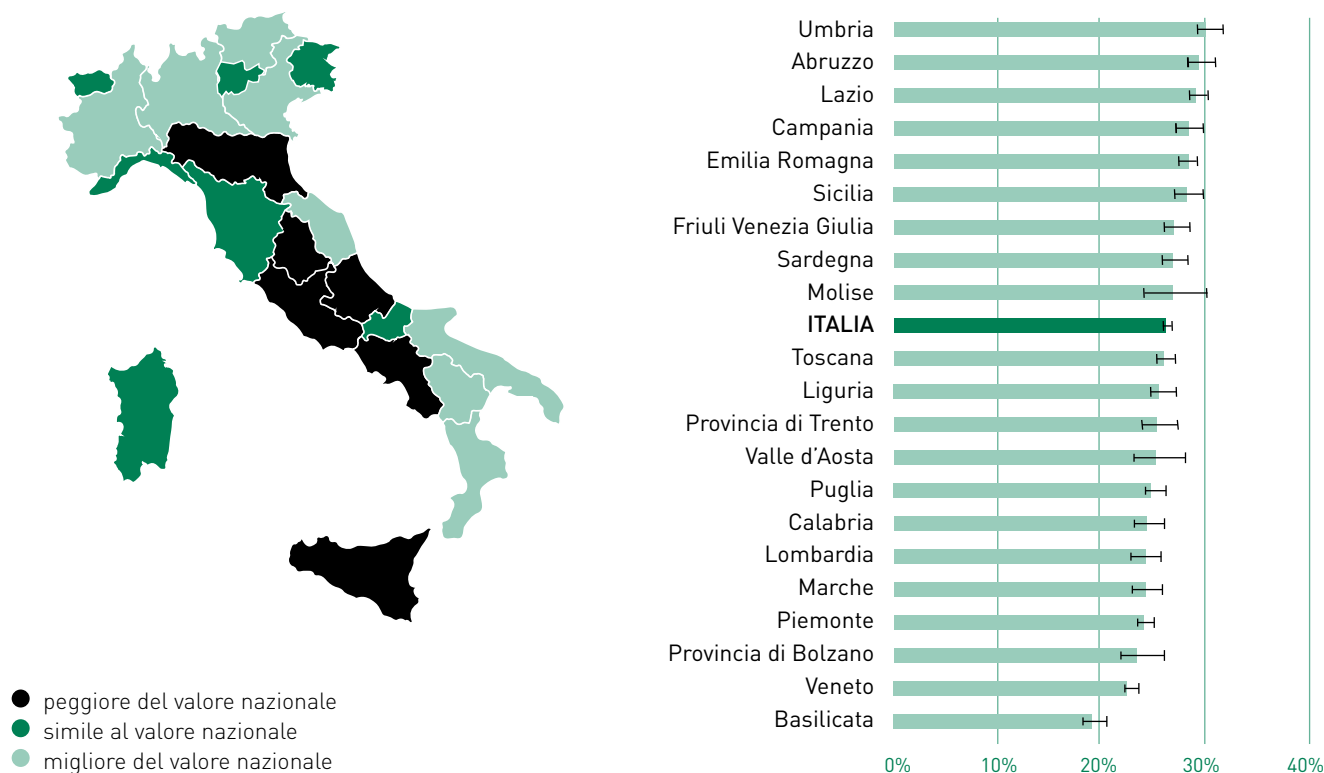 Umbria
Abruzzo
Lazio
Campania
Emilia Romagna
Sicilia
Friuli Venezia Giulia
Sardegna
Molise
ITALIA
Toscana
Liguria
Provincia di Trento
Valle d’Aosta
Puglia
Calabria
Lombardia
Marche
Piemonte
Provincia di Bolzano
Veneto
Basilicata
0% 10% 20% 30% 40%
peggiore del valore nazionale
simile al valore nazionale
migliore del valore nazionale